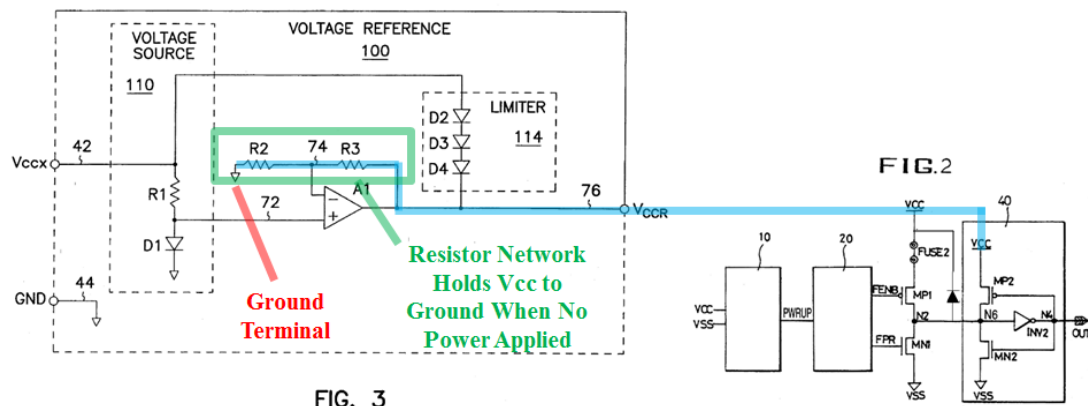 VOLTAGE REFERENCE
100
VOLTAGE
SOURCE
110
LIMITER
114
D2
D3
D4
42
VCCX
R2
74
R3
R1
A1
72
76
VCCR
D1
44
GND
Resistor Network
Holds Vcc to
Ground When No
Power Applied
Ground
Terminal
FIG. 3
FIG.2
VCC
40
VCC
FUSE2
10
20
FENB
MP1
MP2
VCC
VSS
PWRUP
N2
N6
N4
OUT
INV2
FPR
MN1
MN2
VSS
VSS